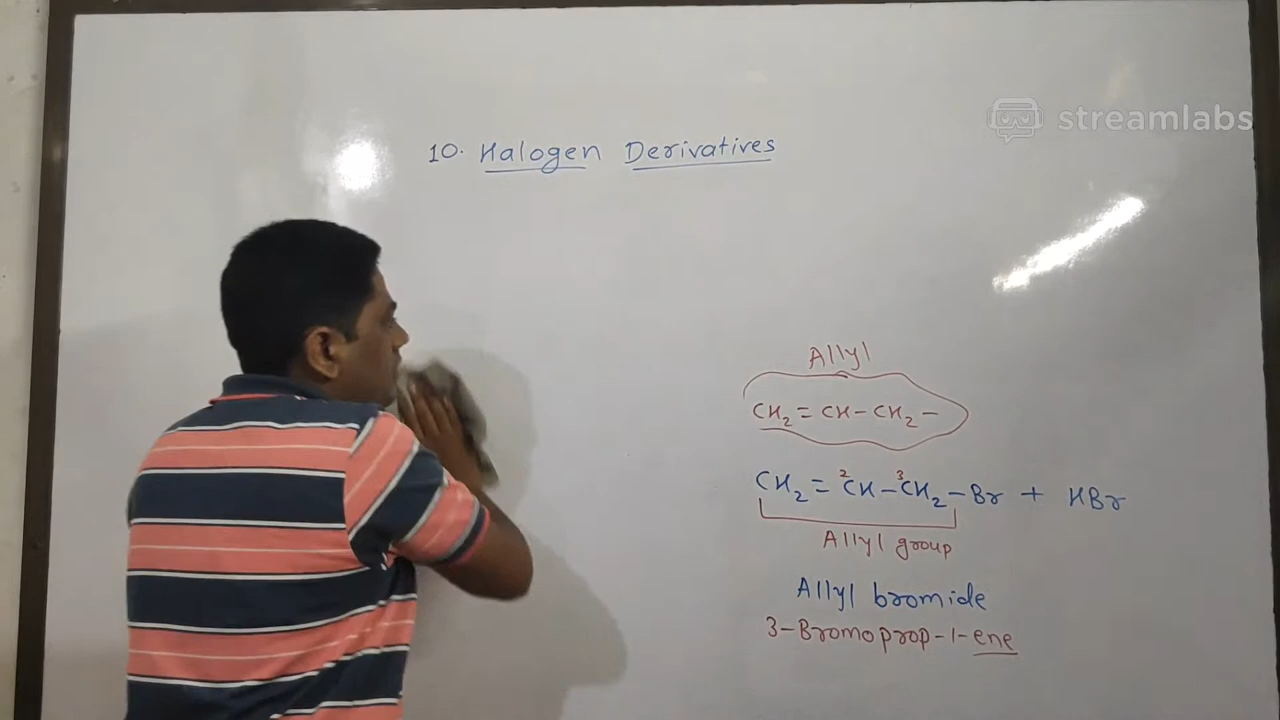 streamlabs
10. Halogen Derivatives
Allyl
CH₂ = CH - CH₂ -
CH₂ = ²CH - ³CH₂ - Br + HBr
Allyl group
Allyl bromide
3-Bromoprop-1-ene